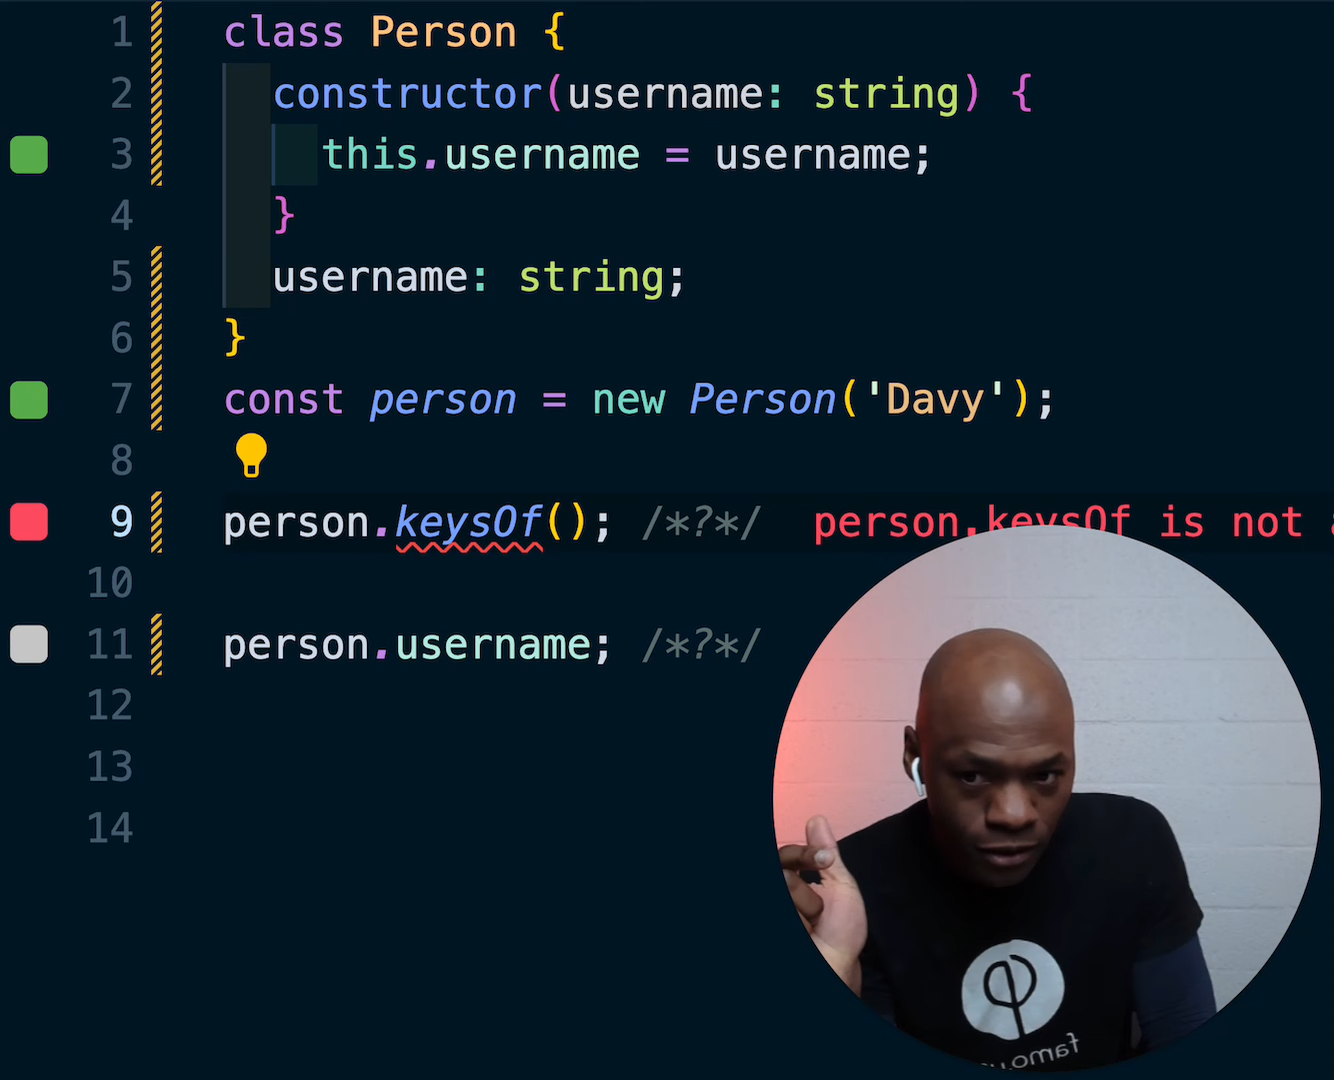 1 class Person {
2 constructor(username: string) {
3 this.username = username;
4 }
5 username: string;
6 }
7 const person = new Person('Davy');
8
9 person.keysOf(); /*?*/ person.keysOf is not
10
11 person.username; /*?*/
12
13
14
famo.u